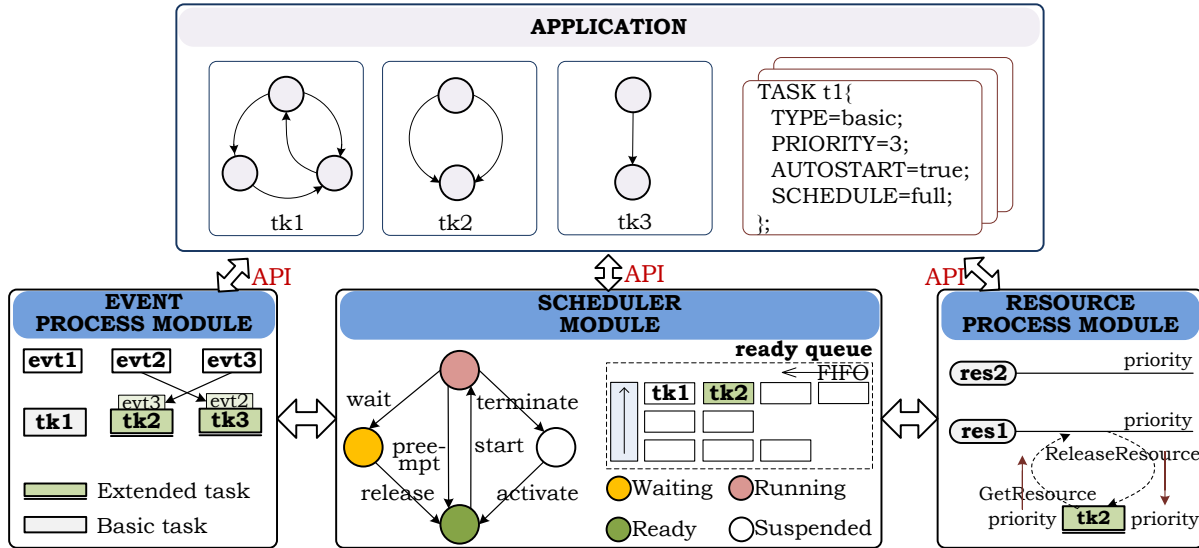 APPLICATION
tk1
tk2
tk3
TASK t1{
TYPE=basic;
PRIORITY=3;
AUTOSTART=true;
SCHEDULE=full;
};
API
API
API
EVENT
PROCESS MODULE
evt1
evt2
evt3
tk1
evt3
tk2
evt2
tk3
Extended task
Basic task
SCHEDULER
MODULE
wait
terminate
pree-
mpt
start
release
activate
ready queue
FIFO
tk1
tk2
Waiting
Running
Ready
Suspended
RESOURCE
PROCESS MODULE
res2
priority
res1
priority
ReleaseResource
GetResource
priority
tk2
priority